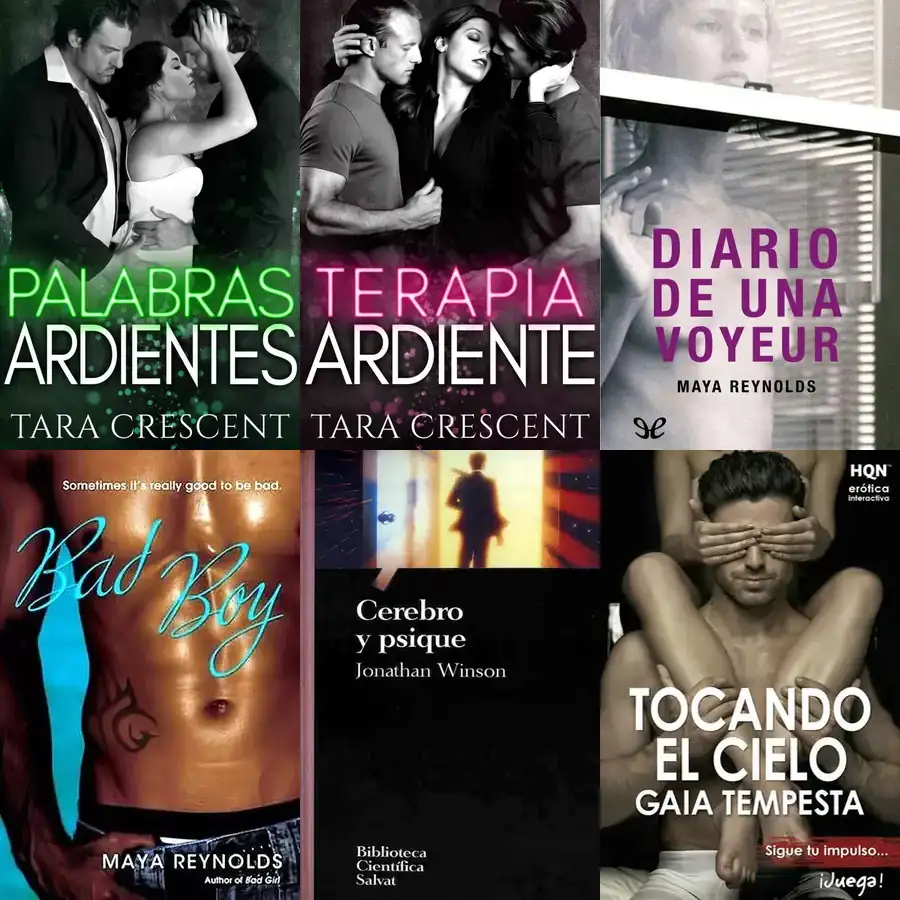 PALABRAS
ARDIENTES
TARA CRESCENT
TERAPIA
ARDIENTE
TARA CRESCENT
DIARIO
DE UNA
VOYEUR
MAYA REYNOLDS
Sometimes it's really good to be bad.
Bad Boy
MAYA REYNOLDS
Author of Bad Girl
Cerebro
y psique
Jonathan Winson
Biblioteca
Científica
Salvat
HQN™
erótica
interactiva
TOCANDO
EL CIELO
GAIA TEMPESTA
Sigue tu impulso...
¡Juega!